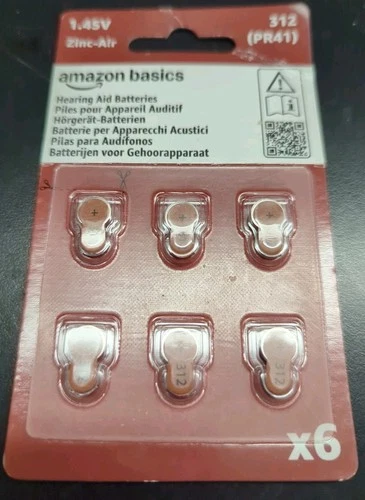 1.45V
Zinc-Air
312
(PR41)
amazon basics
Hearing Aid Batteries
Piles pour Appareil Auditif
Hörgerät-Batterien
Batterie per Apparecchi Acustici
Pilas para Audífonos
Batterijen voor Gehoorapparaat
+
+
+
312
312
x6